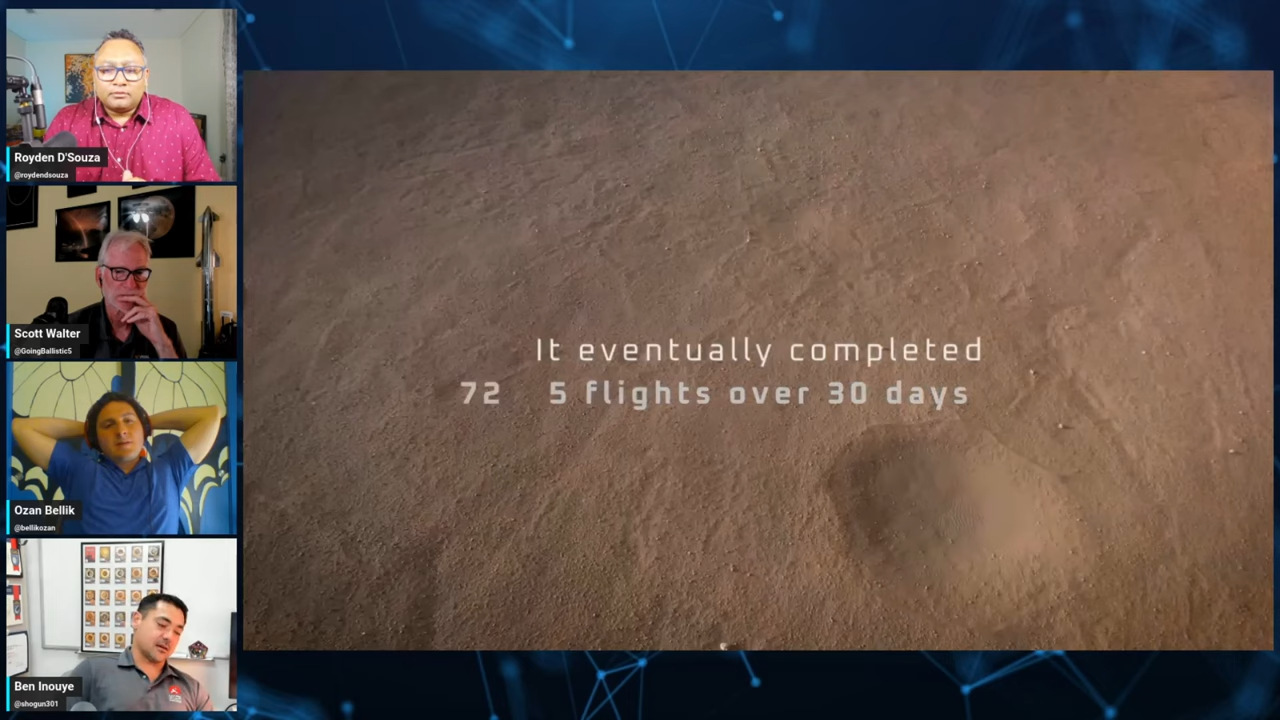 Royden D'Souza
@roydendsouza
Scott Walter
@GoingBallistic5
Ozan Bellik
@bellikozan
Ben Inouye
@shogun301
It eventually completed
72 5 flights over 30 days